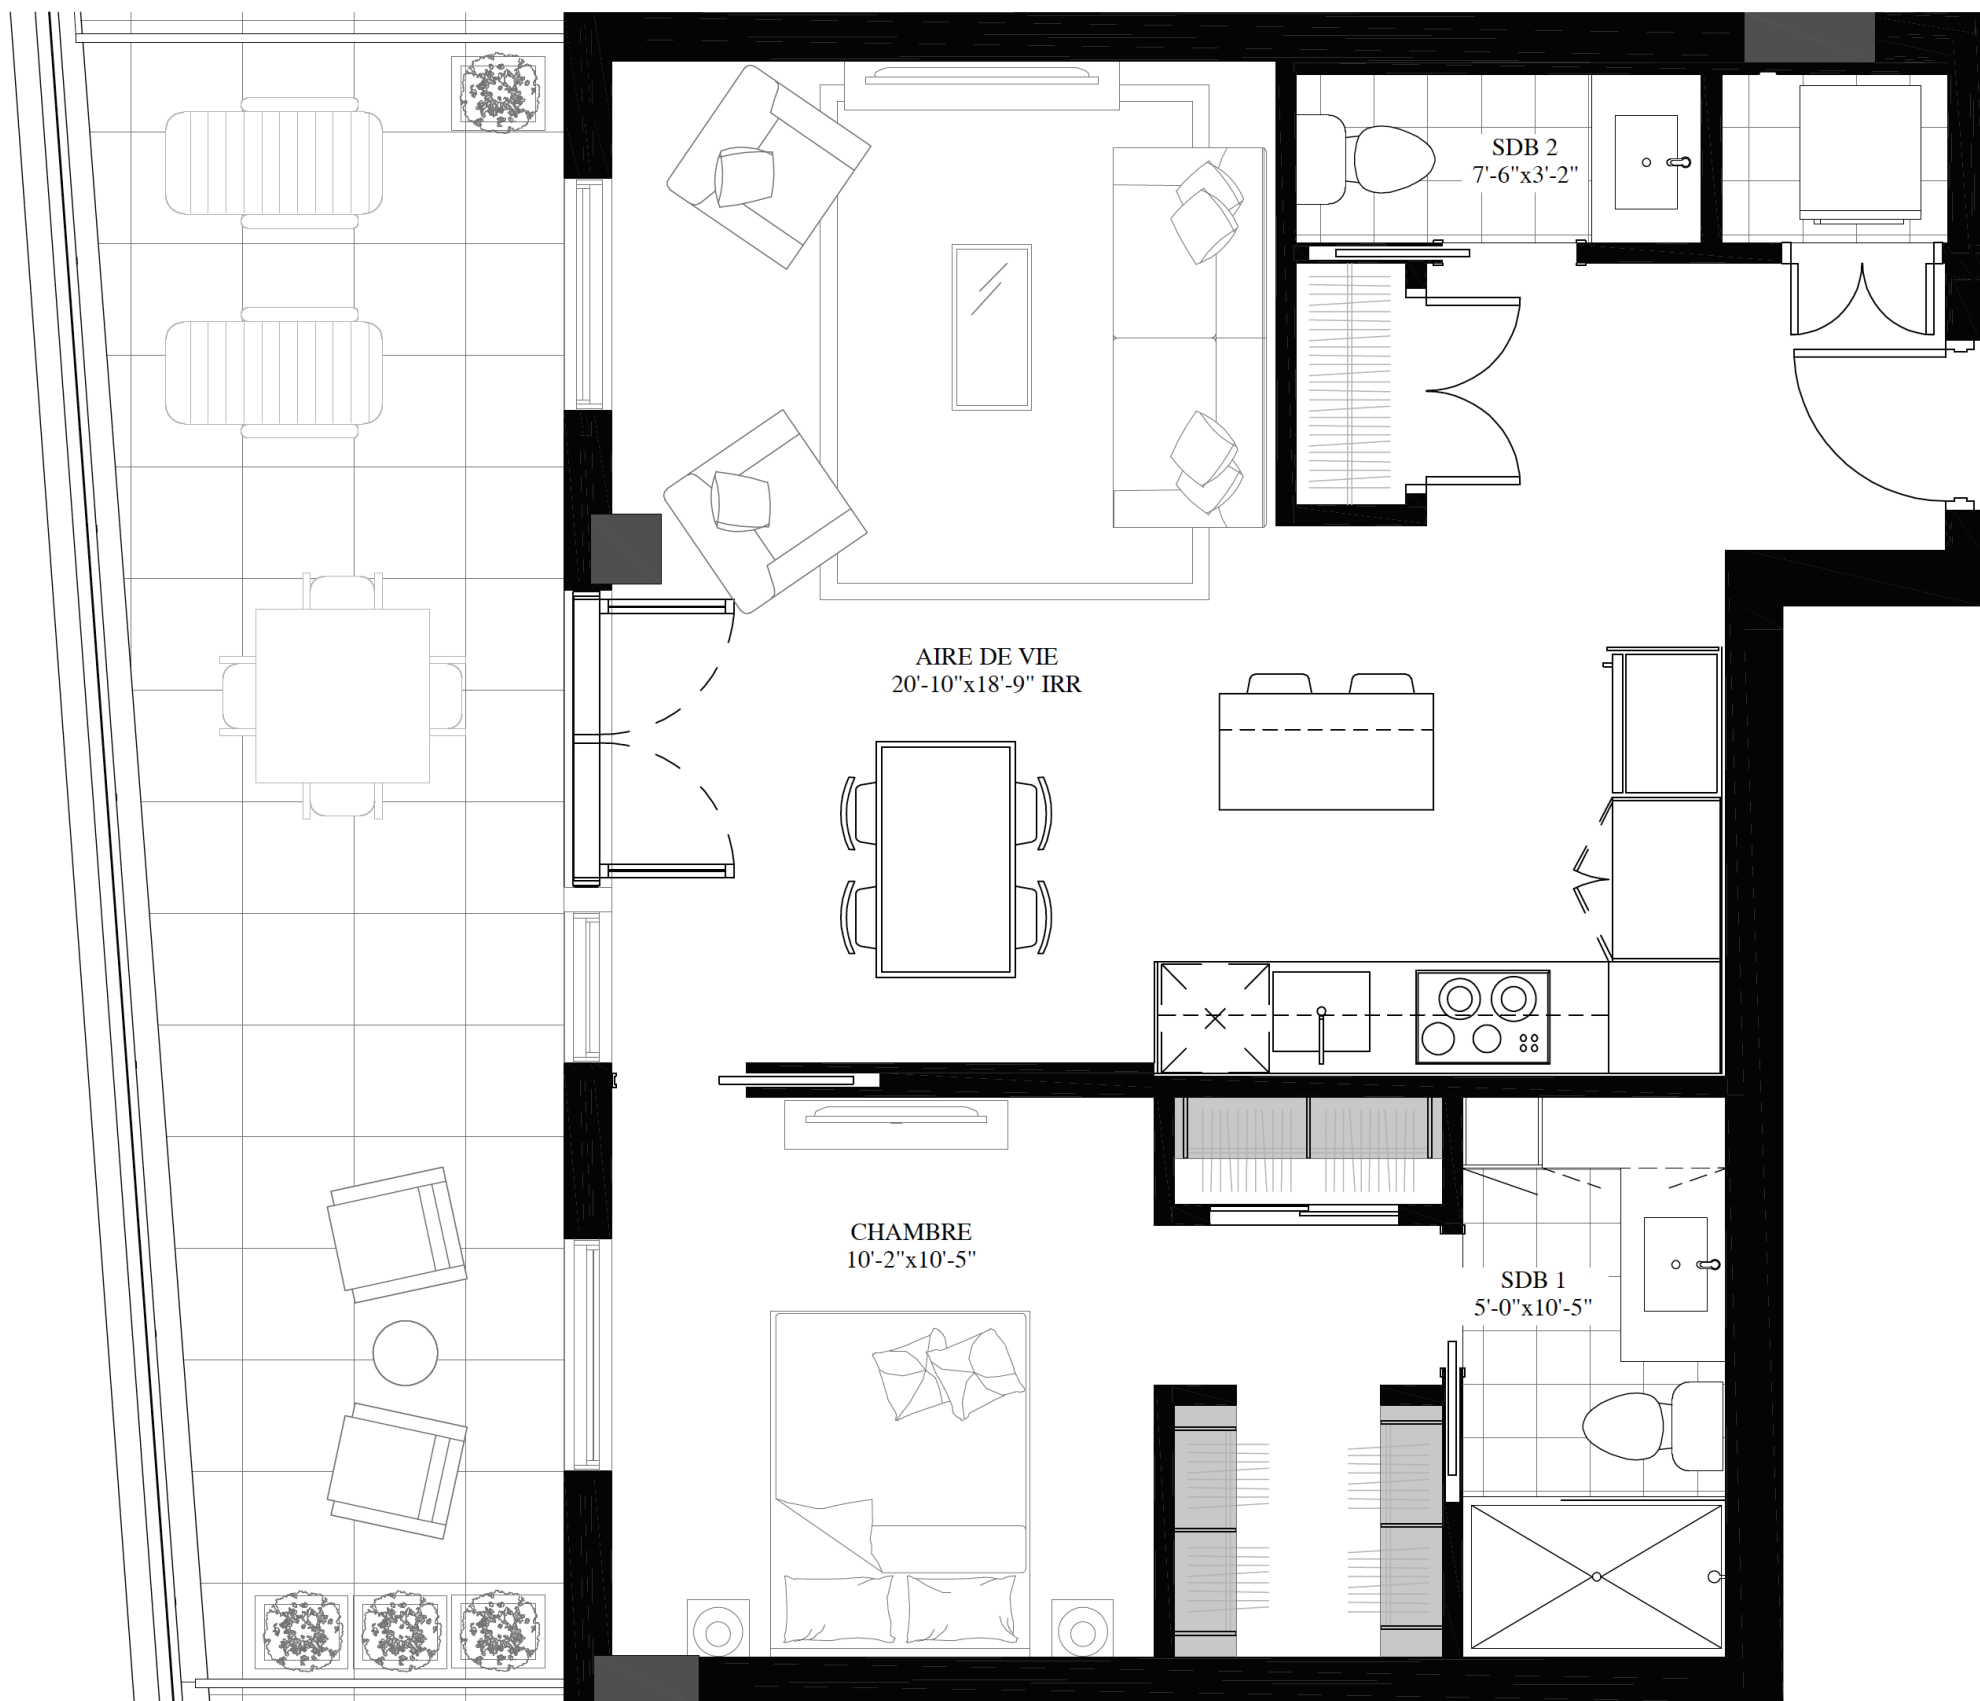 SDB 2
7'-6"x3'-2"
AIRE DE VIE
20'-10"x18'-9" IRR
CHAMBRE
10'-2"x10'-5"
SDB 1
5'-0"x10'-5"